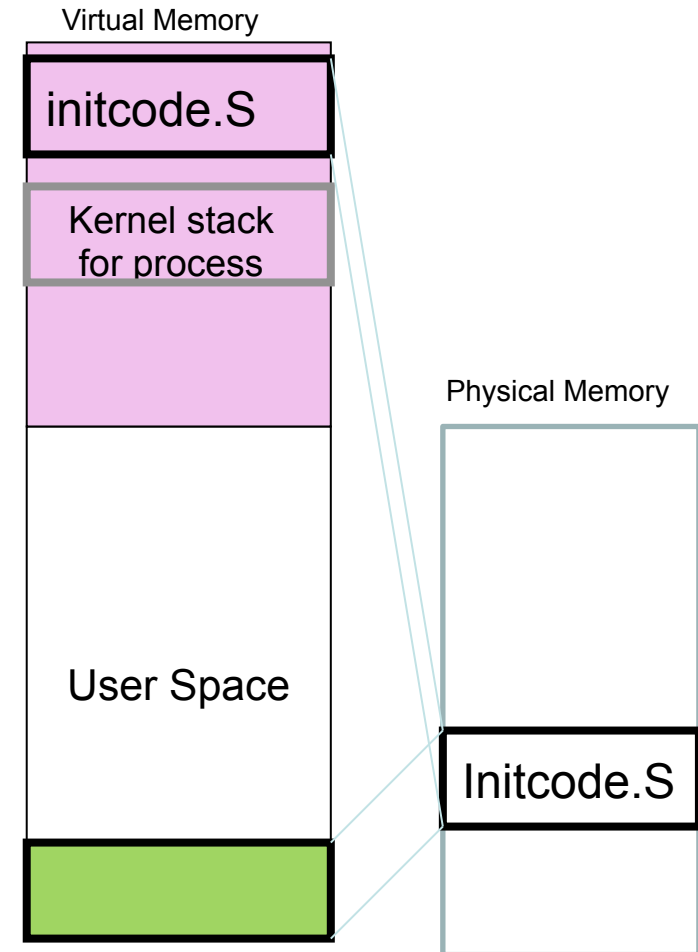 Virtual Memory
initcode.S
Kernel stack
for process
Physical Memory
User Space
Initcode.S